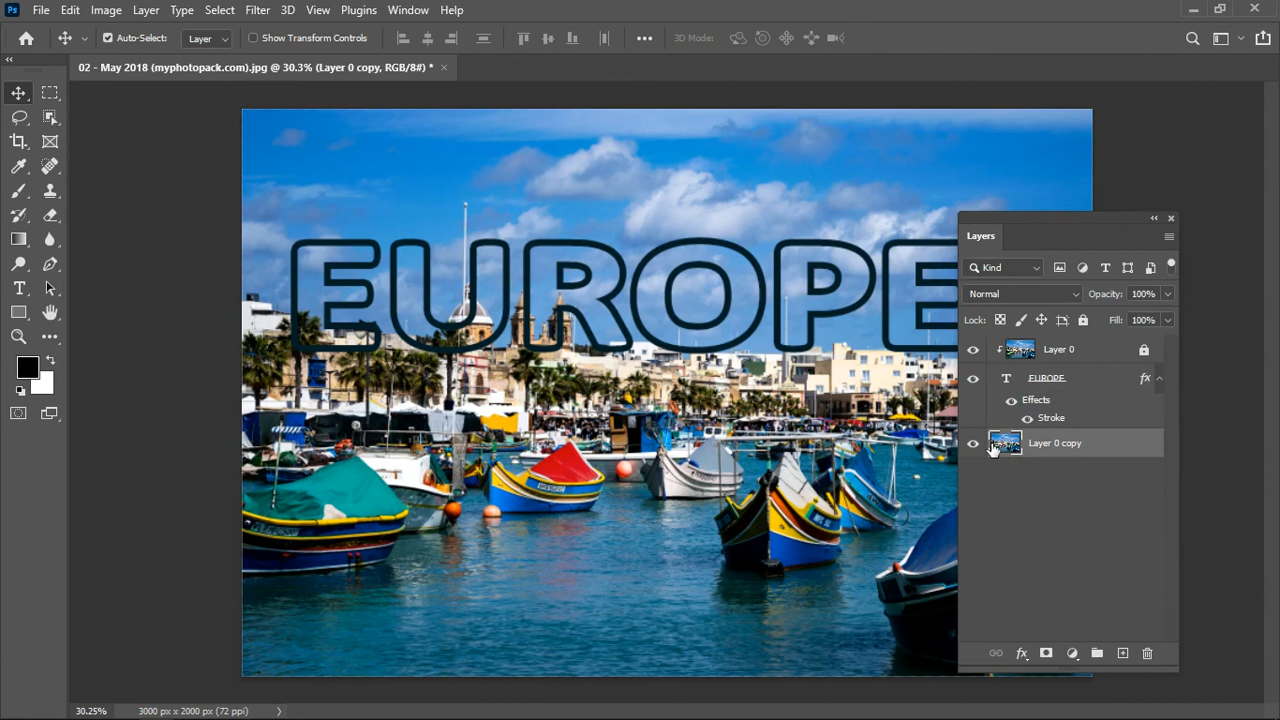 Ps File Edit Image Layer Type Select Filter 3D View Plugins Window Help
Auto-Select: Layer Show Transform Controls 3D Mode:
02 - May 2018 (myphotopack.com).jpg @ 30.3% (Layer 0 copy, RGB/8#) *
EUROPE
Layers
Kind
Normal Opacity: 100%
Lock: Fill: 100%
Layer 0
T EUROPE fx
Effects
Stroke
Layer 0 copy
fx
30.25% 3000 px x 2000 px (72 ppi)